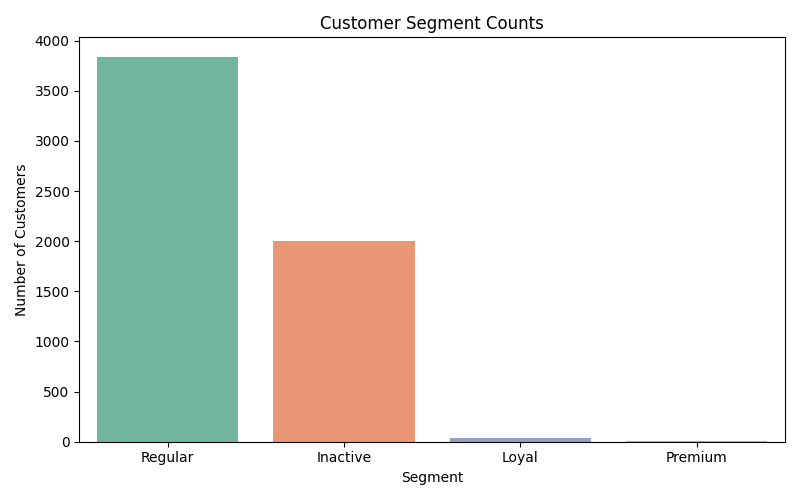 Customer Segment Counts
4000
3500
3000
2500
2000
1500
1000
500
0
Number of Customers
Regular
Inactive
Loyal
Premium
Segment